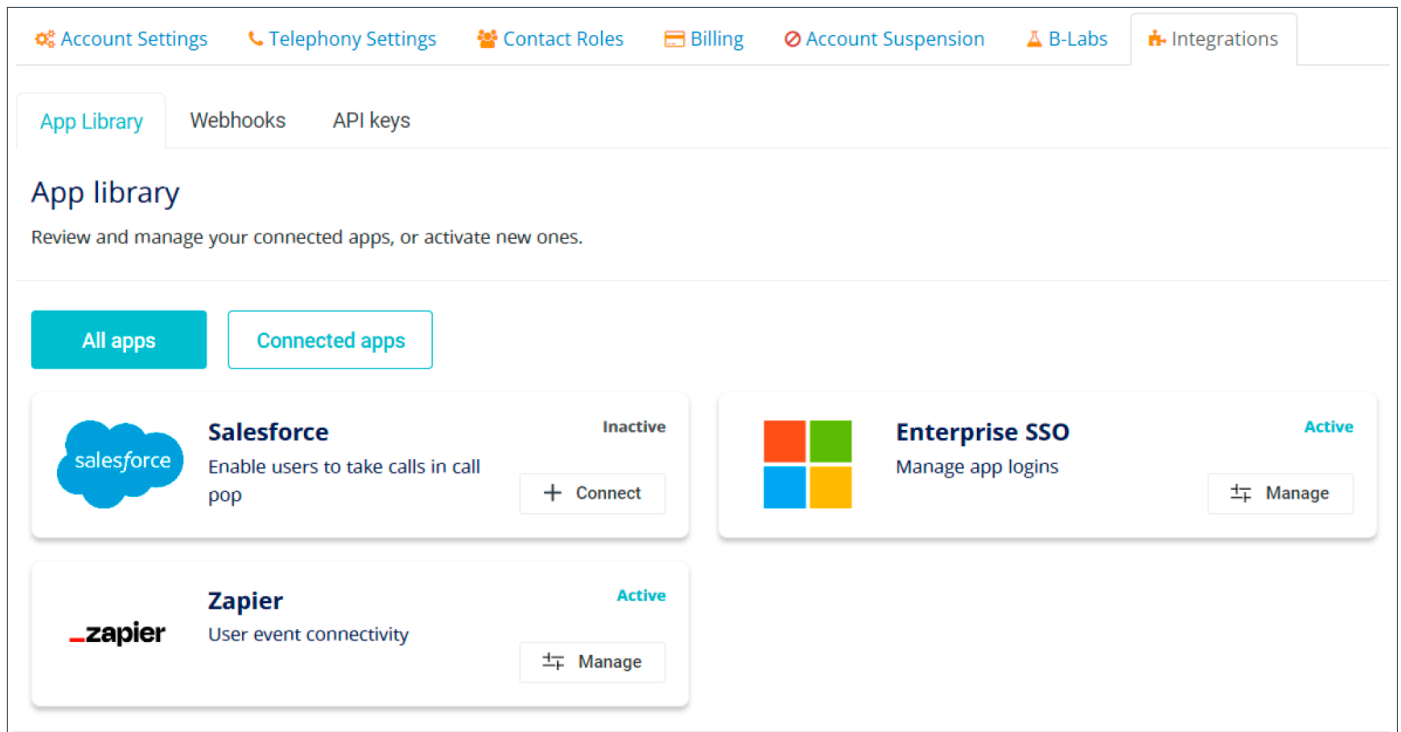 Account Settings Telephony Settings Contact Roles Billing Account Suspension B-Labs Integrations
App Library Webhooks API keys
App library
Review and manage your connected apps, or activate new ones.
All apps Connected apps
salesforce
Salesforce
Inactive
Enable users to take calls in call
pop
Connect
Enterprise SSO
Active
Manage app logins
Manage
zapier
Zapier
Active
User event connectivity
Manage